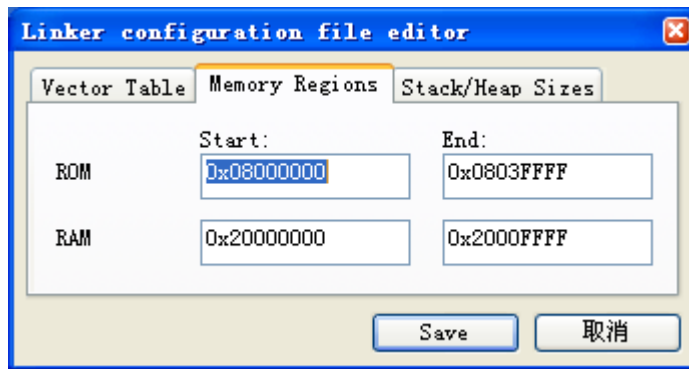 Linker configuration file editor
Vector Table Memory Regions Stack/Heap Sizes
Start: End:
ROM 0x08000000 0x0803FFFF
RAM 0x20000000 0x2000FFFF
Save 取消